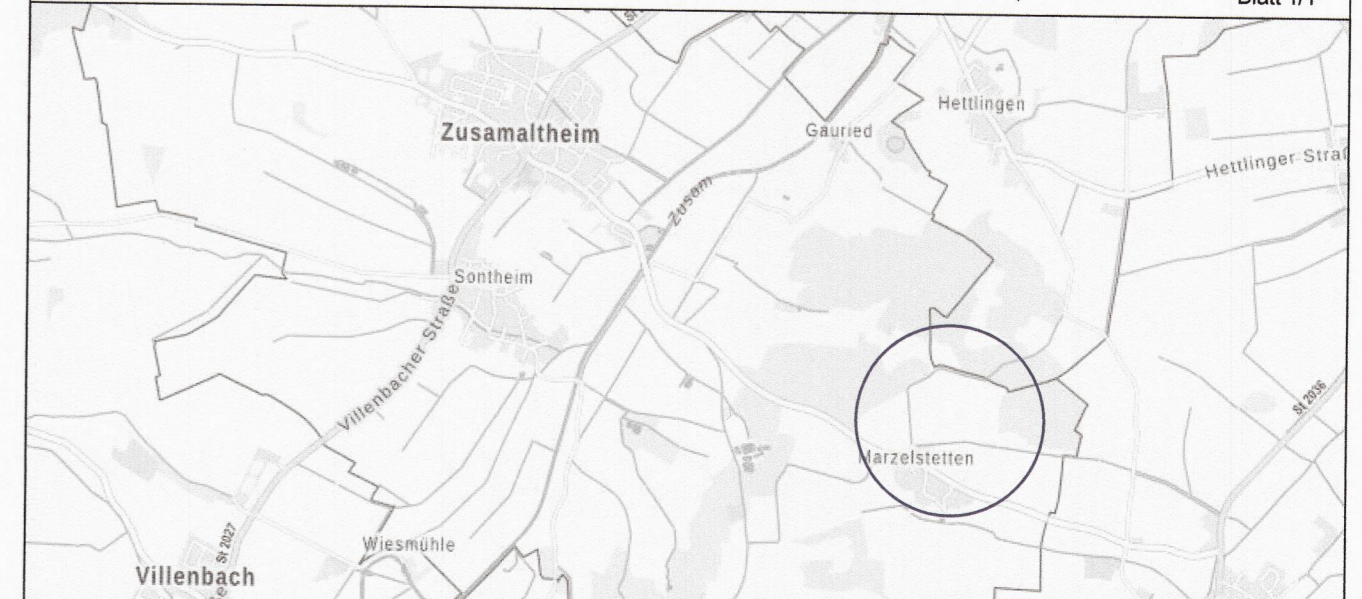 Blatt 1/1
St
Hettlingen
Zusamaltheim
Gauried
Hettlinger Straß
Zusam
Sontheim
Villenbacher Straße
St 2036
Marzelstetten
St 2027
Wiesmühle
Villenbach